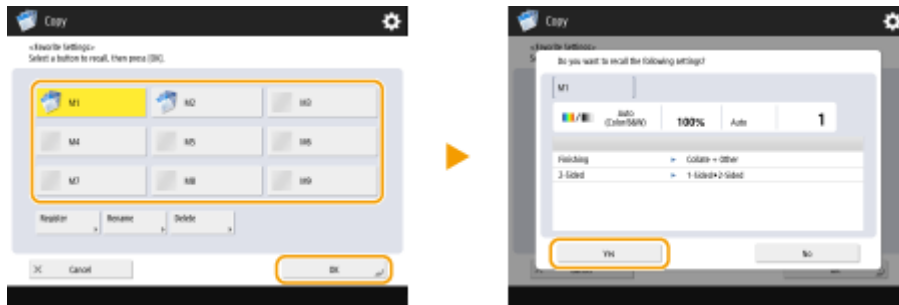 Copy
<Favorite Settings>
Select a button to recall, then press [OK].
M1
M2
M3
M4
M5
M6
M7
M8
M9
Register
Rename
Delete
Cancel
OK
Copy
Do you want to recall the following settings?
M1
Auto
(Color/B&W)
100%
Auto
1
Finishing
Collate + Other
2-Sided
1-Sided►2-Sided
Yes
No